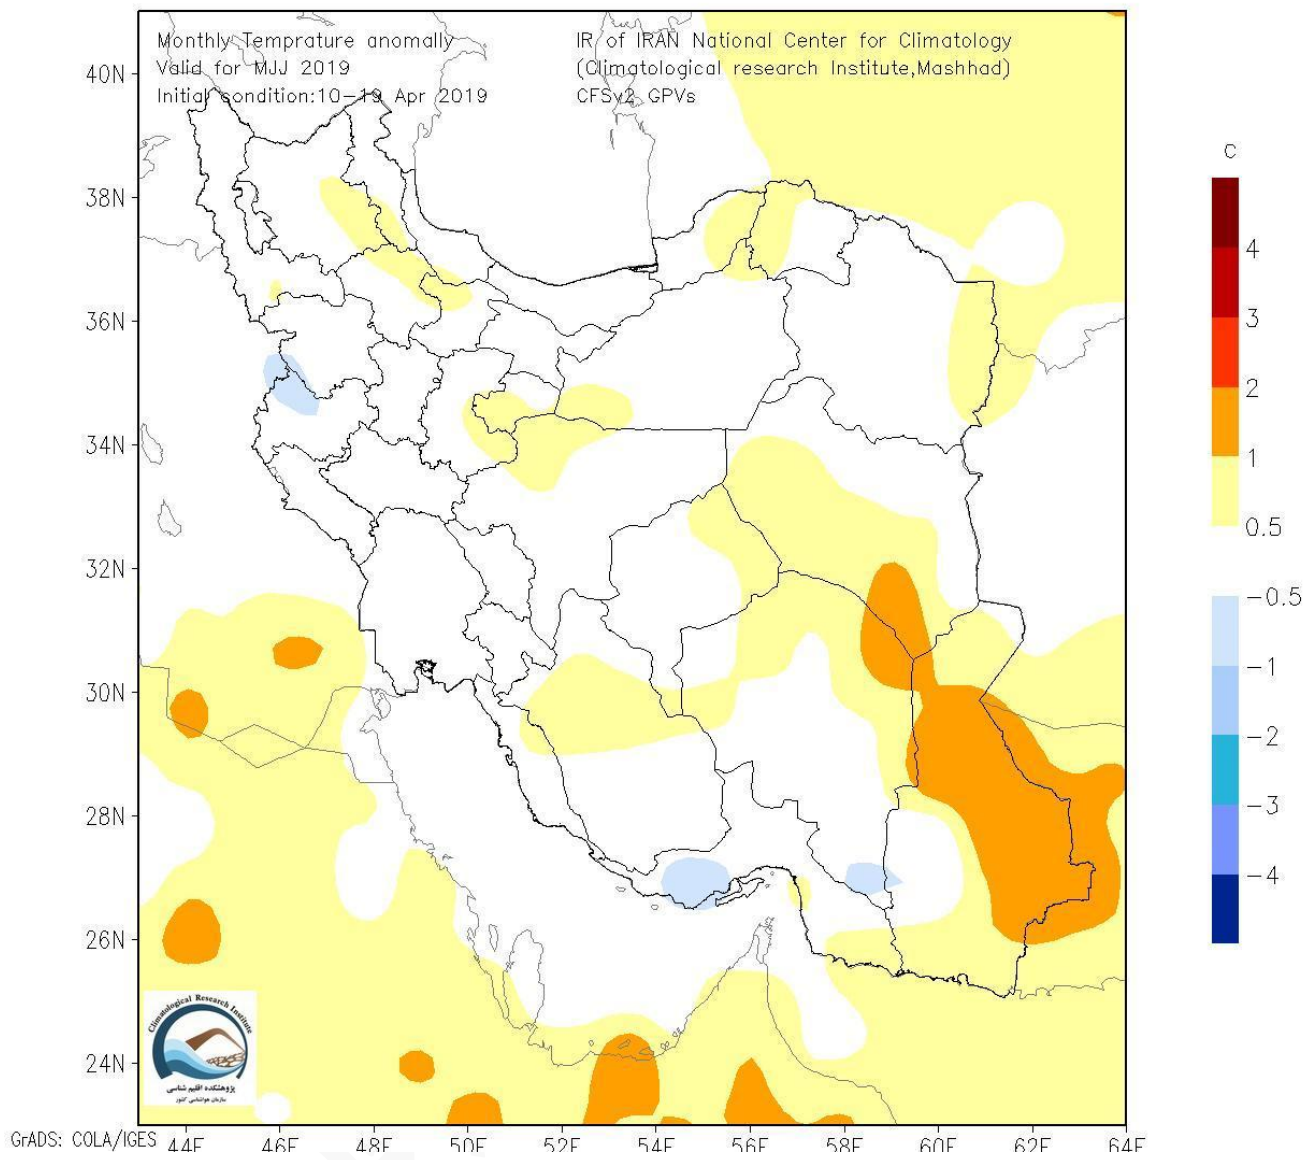 Monthly Temprature anomally
Valid for MJJ 2019
Initial condition:10-19 Apr 2019
IR of IRAN National Center for Climatology
(Climatological research Institute,Mashhad)
CFSv2 GPVs
C
4
3
2
1
0.5
-0.5
-1
-2
-3
-4
40N
38N
36N
34N
32N
30N
28N
26N
24N
44E
46E
48E
50E
52E
54E
56E
58E
60E
62E
64E
Climatological Research Institute
پژوهشکده اقلیم شناسی
سازمان هواشناسی کشور
GrADS: COLA/IGES